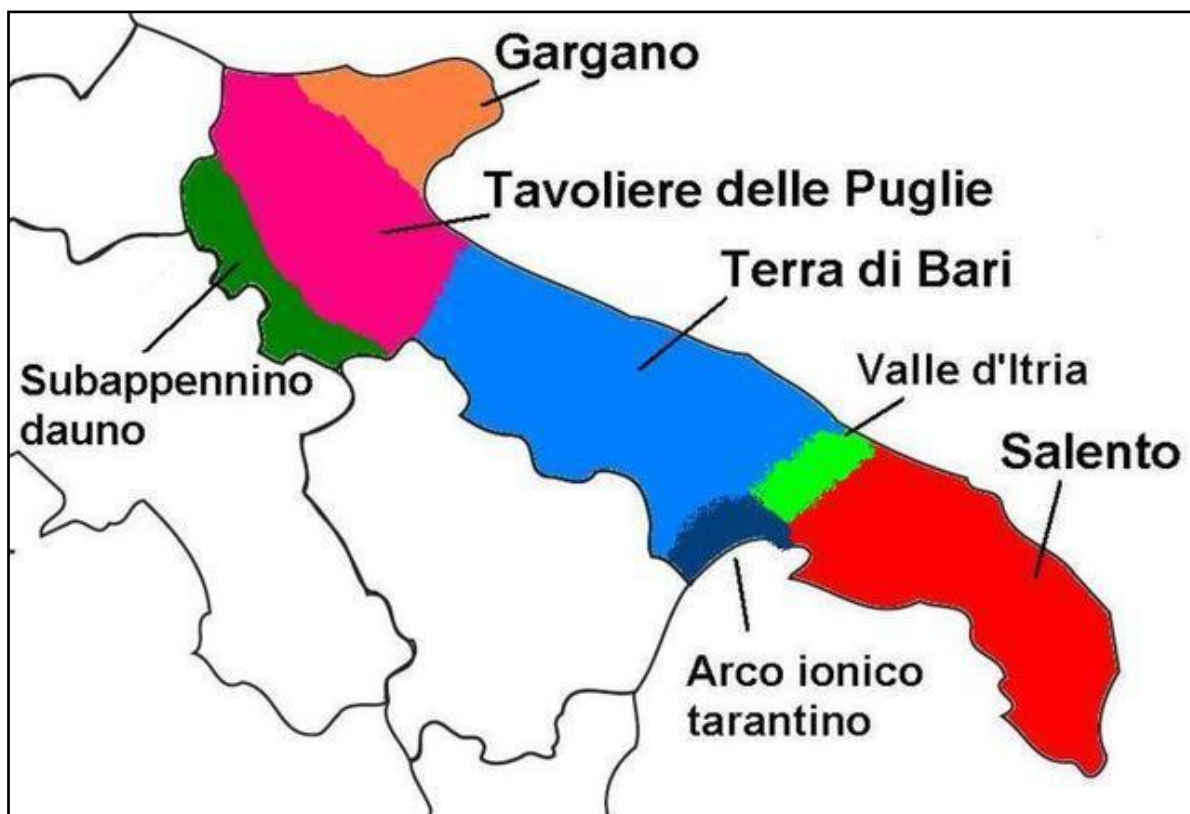 Gargano
Tavoliere delle Puglie
Terra di Bari
Valle d'Itria
Subappennino
dauno
Salento
Arco ionico
tarantino